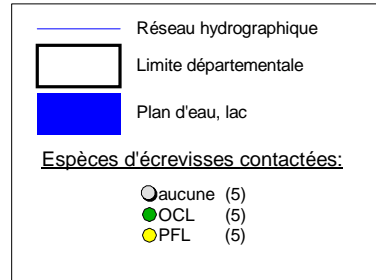 Réseau hydrographique
Limite départementale
Plan d'eau, lac
Espèces d'écrevisses contactées:
aucune (5)
OCL (5)
PFL (5)